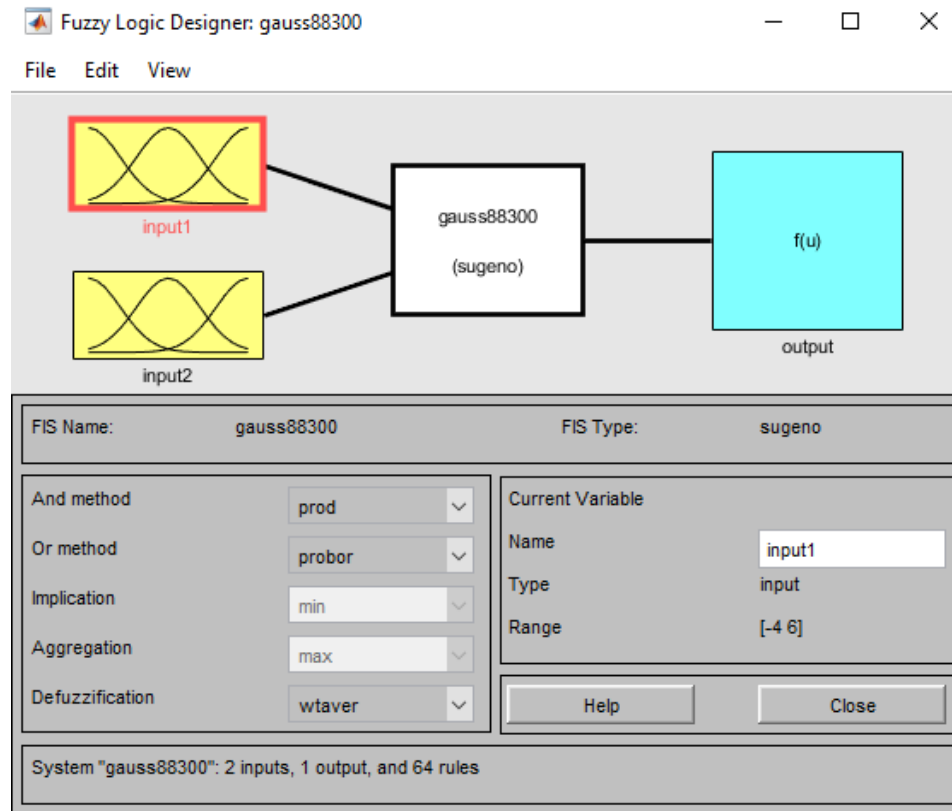 Fuzzy Logic Designer: gauss88300
File Edit View
input1
input2
gauss88300
(sugeno)
f(u)
output
FIS Name: gauss88300 FIS Type: sugeno
And method prod
Or method probor
Implication min
Aggregation max
Defuzzification wtaver
Current Variable
Name input1
Type input
Range [-4 6]
Help Close
System "gauss88300": 2 inputs, 1 output, and 64 rules